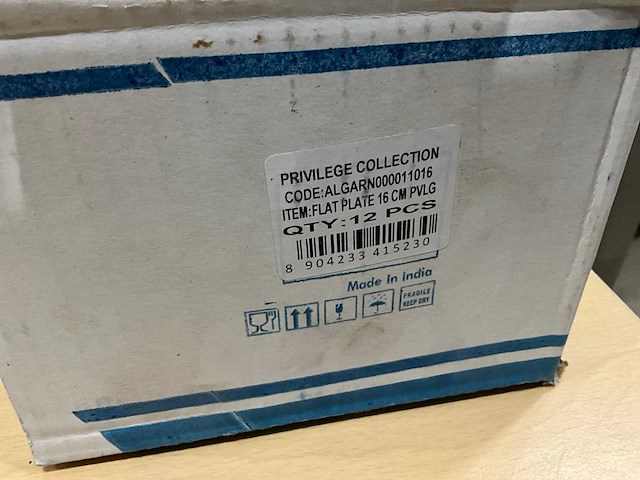 PRIVILEGE COLLECTION
CODE:ALGARN000011016
ITEM:FLAT PLATE 16 CM PVLG
QTY:12 PCS
8 904233 415230
Made In India
FRAGILE
KEEP DRY